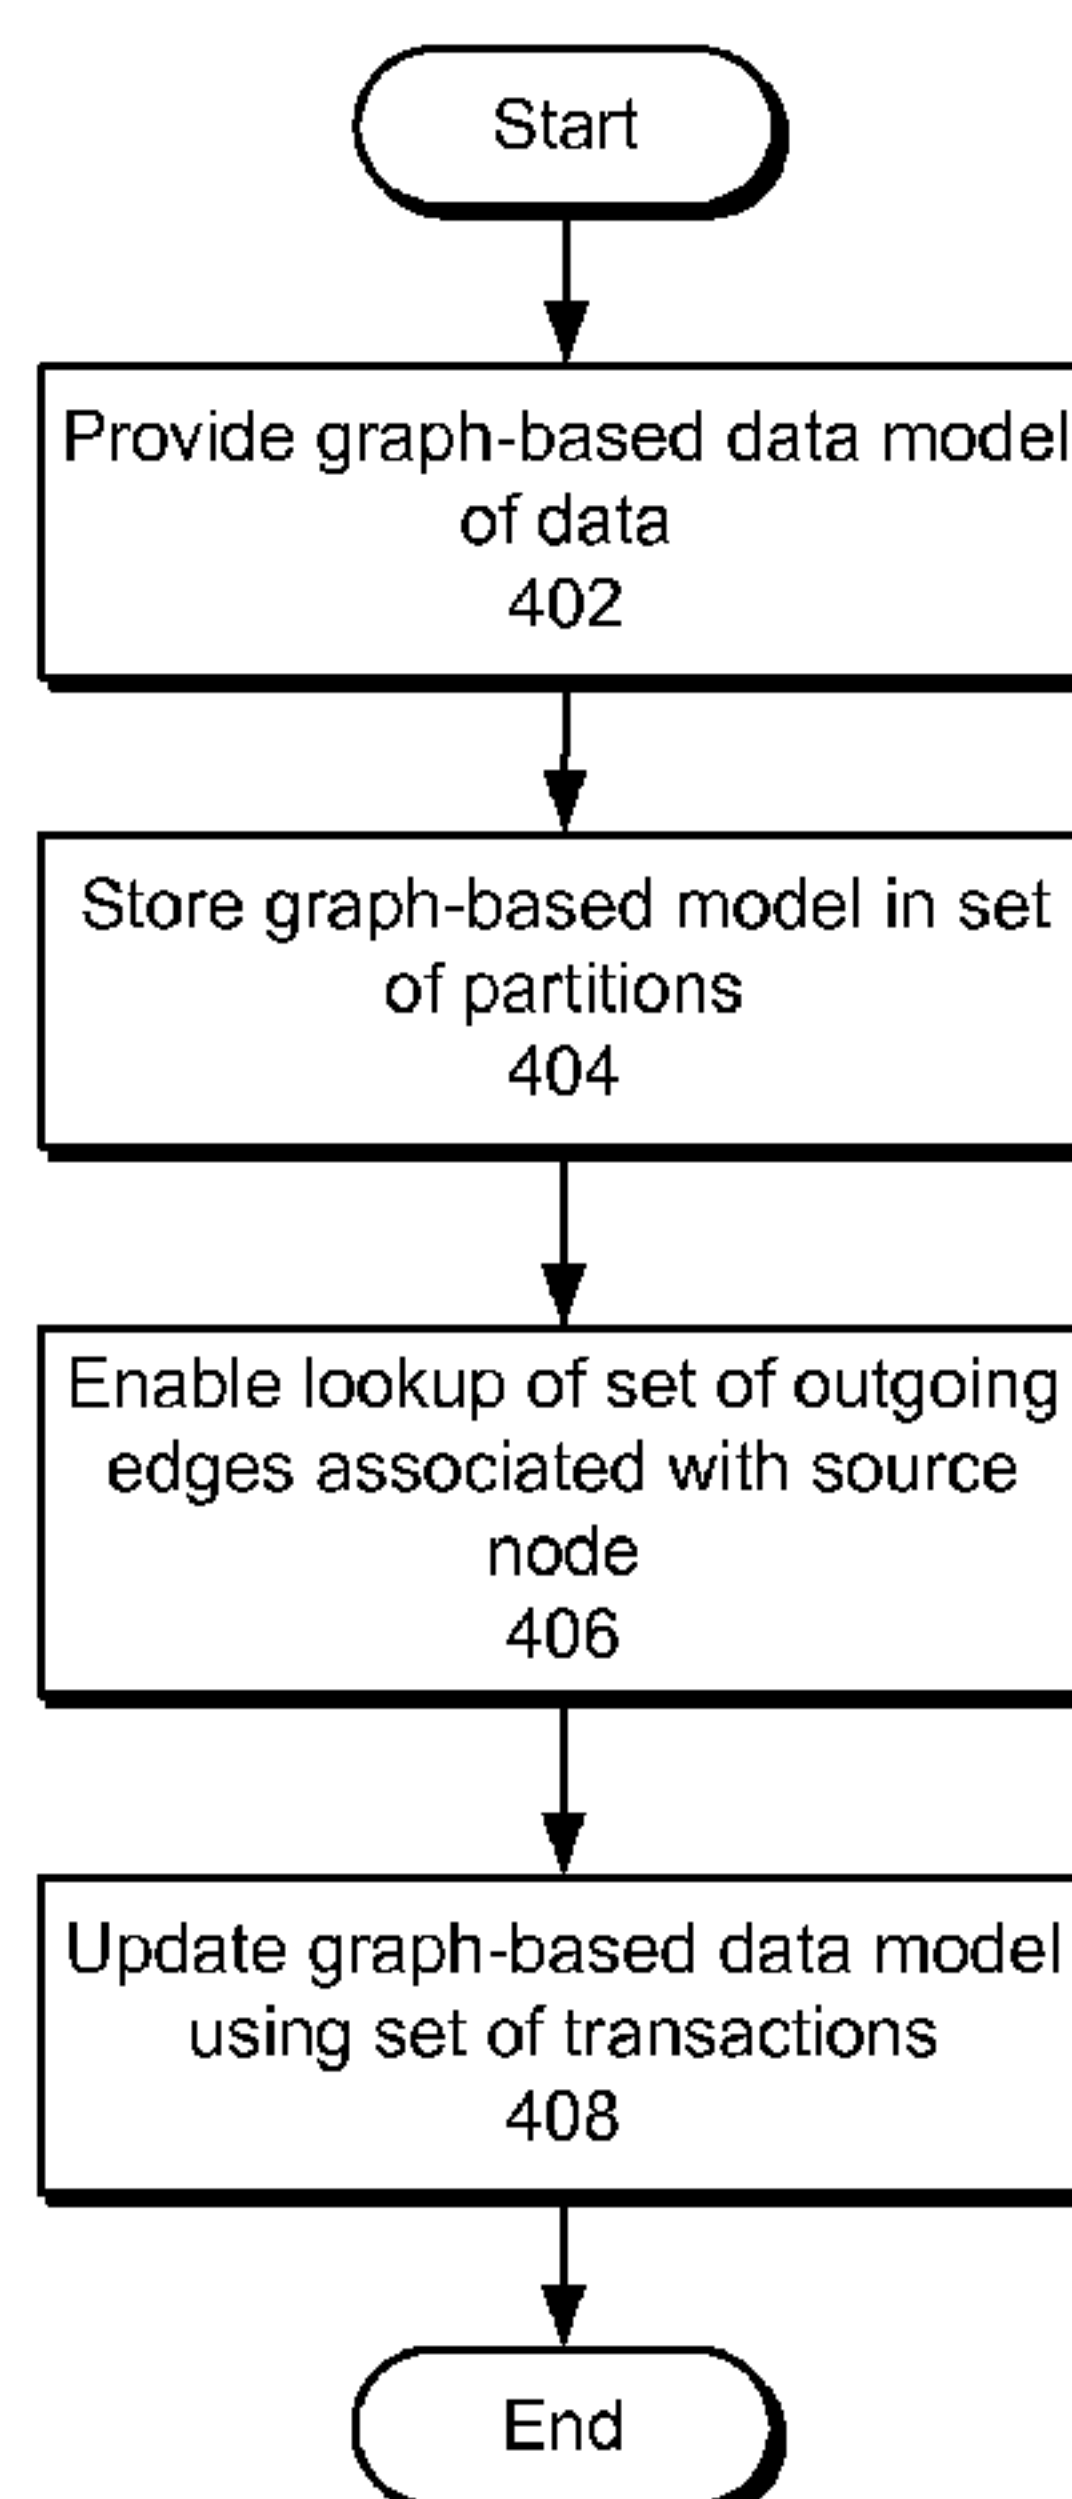 Start
Provide graph-based data model
of data
402
Store graph-based model in set
of partitions
404
Enable lookup of set of outgoing
edges associated with source
node
406
Update graph-based data model
using set of transactions
408
End